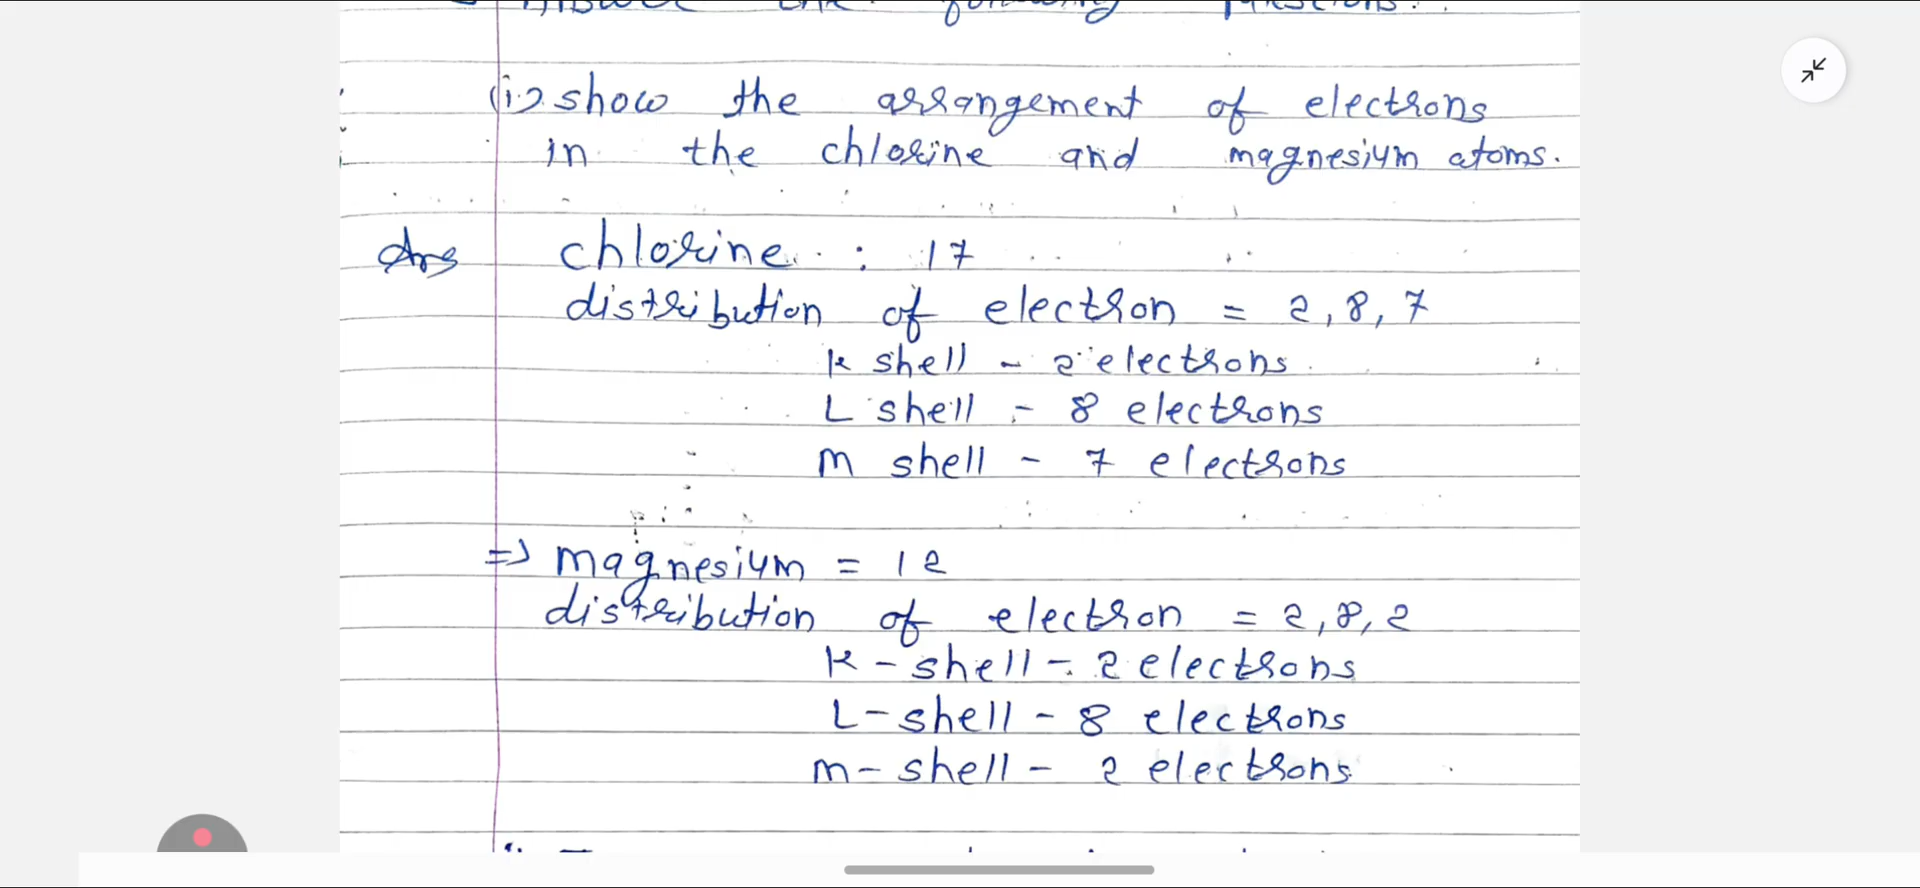 (i) show the arrangement of electrons
in the chlorine and magnesium atoms.
Ans chlorine : 17
distribution of electron = 2, 8, 7
K shell - 2 electrons
L shell - 8 electrons
M shell - 7 electrons
=> magnesium = 12
distribution of electron = 2, 8, 2
K - shell - 2 electrons
L - shell - 8 electrons
m - shell - 2 electrons